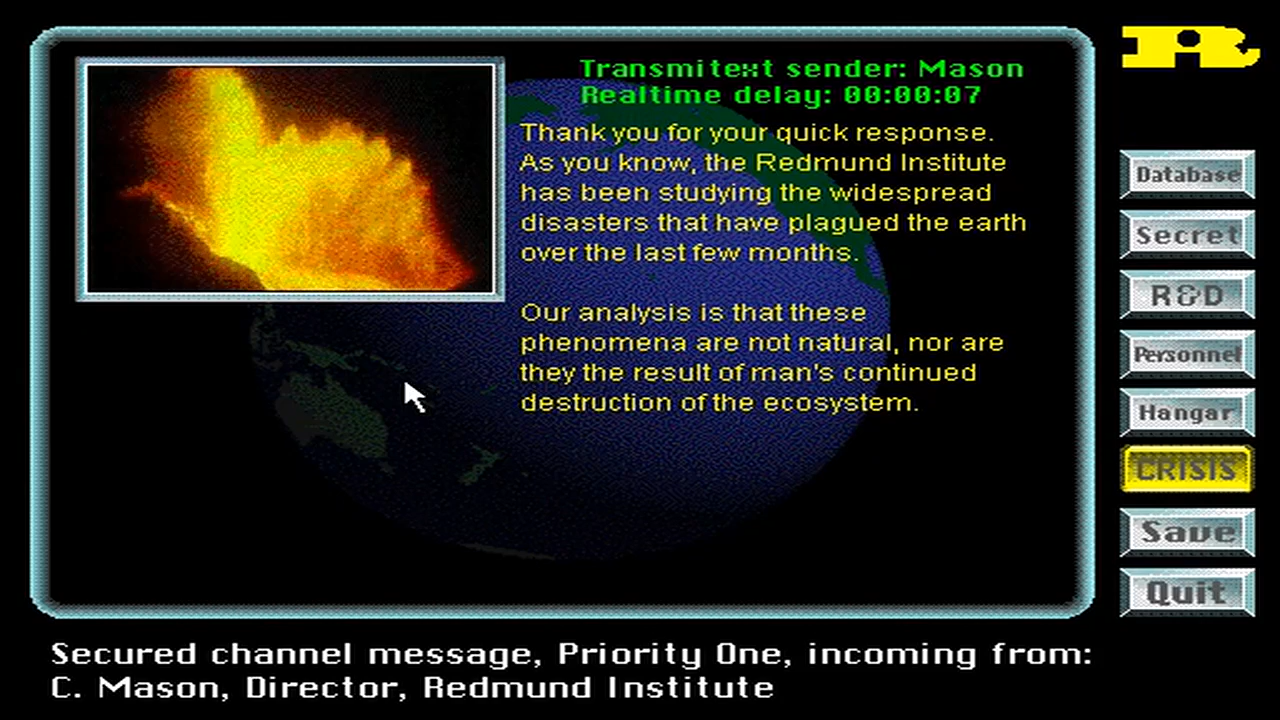 Transmitext sender: Mason
Realtime delay: 00:00:07
Thank you for your quick response.
As you know, the Redmund Institute
has been studying the widespread
disasters that have plagued the earth
over the last few months.
Our analysis is that these
phenomena are not natural, nor are
they the result of man's continued
destruction of the ecosystem.
Database
Secret
R&D
Personnel
Hangar
CRISIS
Save
Quit
Secured channel message, Priority One, incoming from:
C. Mason, Director, Redmund Institute